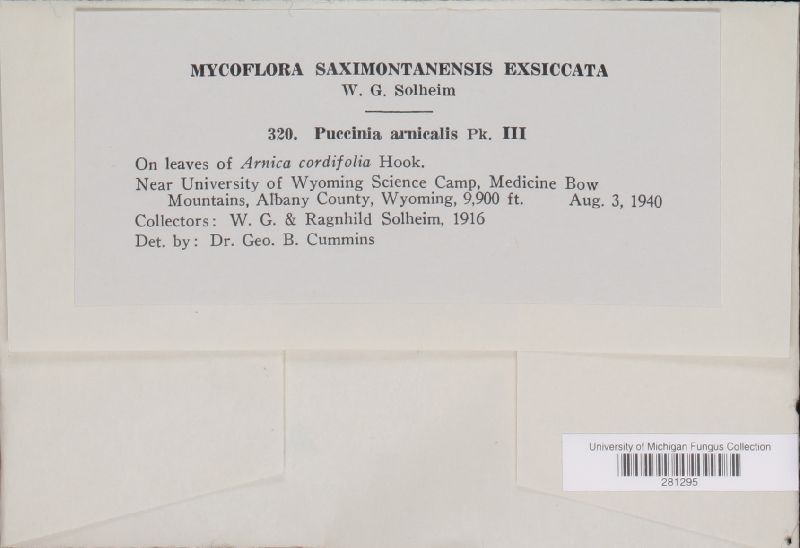 MYCOFLORA SAXIMONTANENSIS EXSICCATA
W. G. Solheim
320. Puccinia arnicalis Pk. III
On leaves of Arnica cordifolia Hook.
Near University of Wyoming Science Camp, Medicine Bow
Mountains, Albany County, Wyoming, 9,900 ft. Aug. 3, 1940
Collectors: W. G. & Ragnhild Solheim, 1916
Det. by: Dr. Geo. B. Cummins
University of Michigan Fungus Collection
281295